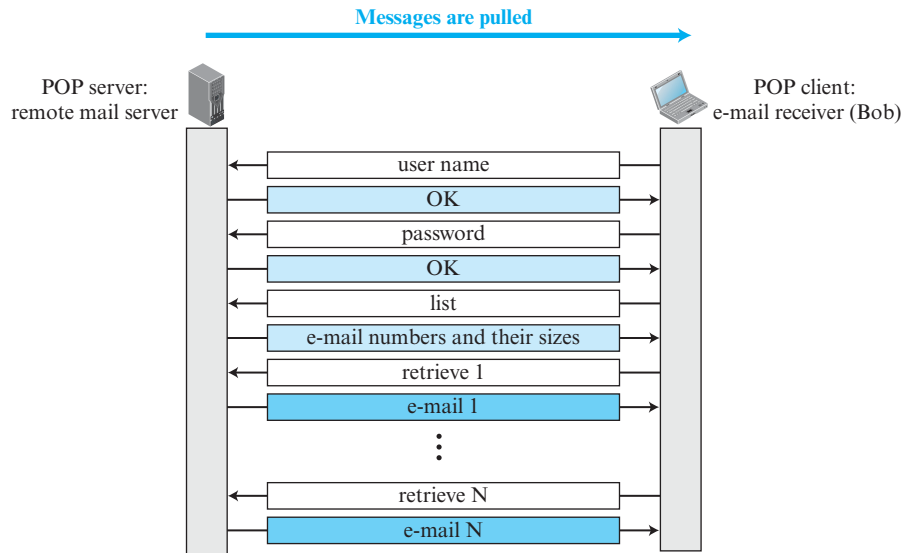 Messages are pulled
POP server:
remote mail server
POP client:
e-mail receiver (Bob)
user name
OK
password
OK
list
e-mail numbers and their sizes
retrieve 1
e-mail 1
retrieve N
e-mail N